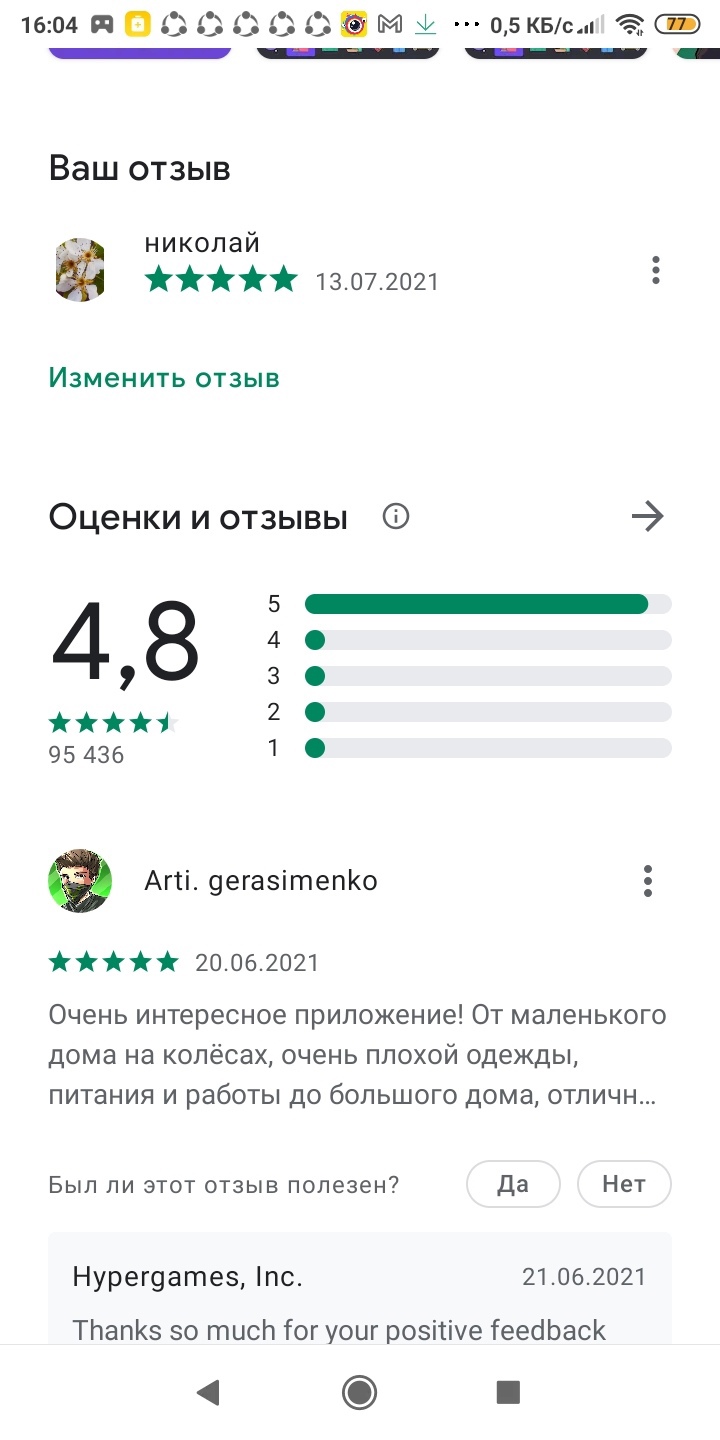 16:04 ... 0,5 КБ/с 77
Ваш отзыв
николай
13.07.2021
Изменить отзыв
Оценки и отзывы
4,8
5
4
3
2
1
95 436
Arti. gerasimenko
20.06.2021
Очень интересное приложение! От маленького
дома на колёсах, очень плохой одежды,
питания и работы до большого дома, отличн...
Был ли этот отзыв полезен? Да Нет
Hypergames, Inc. 21.06.2021
Thanks so much for your positive feedback